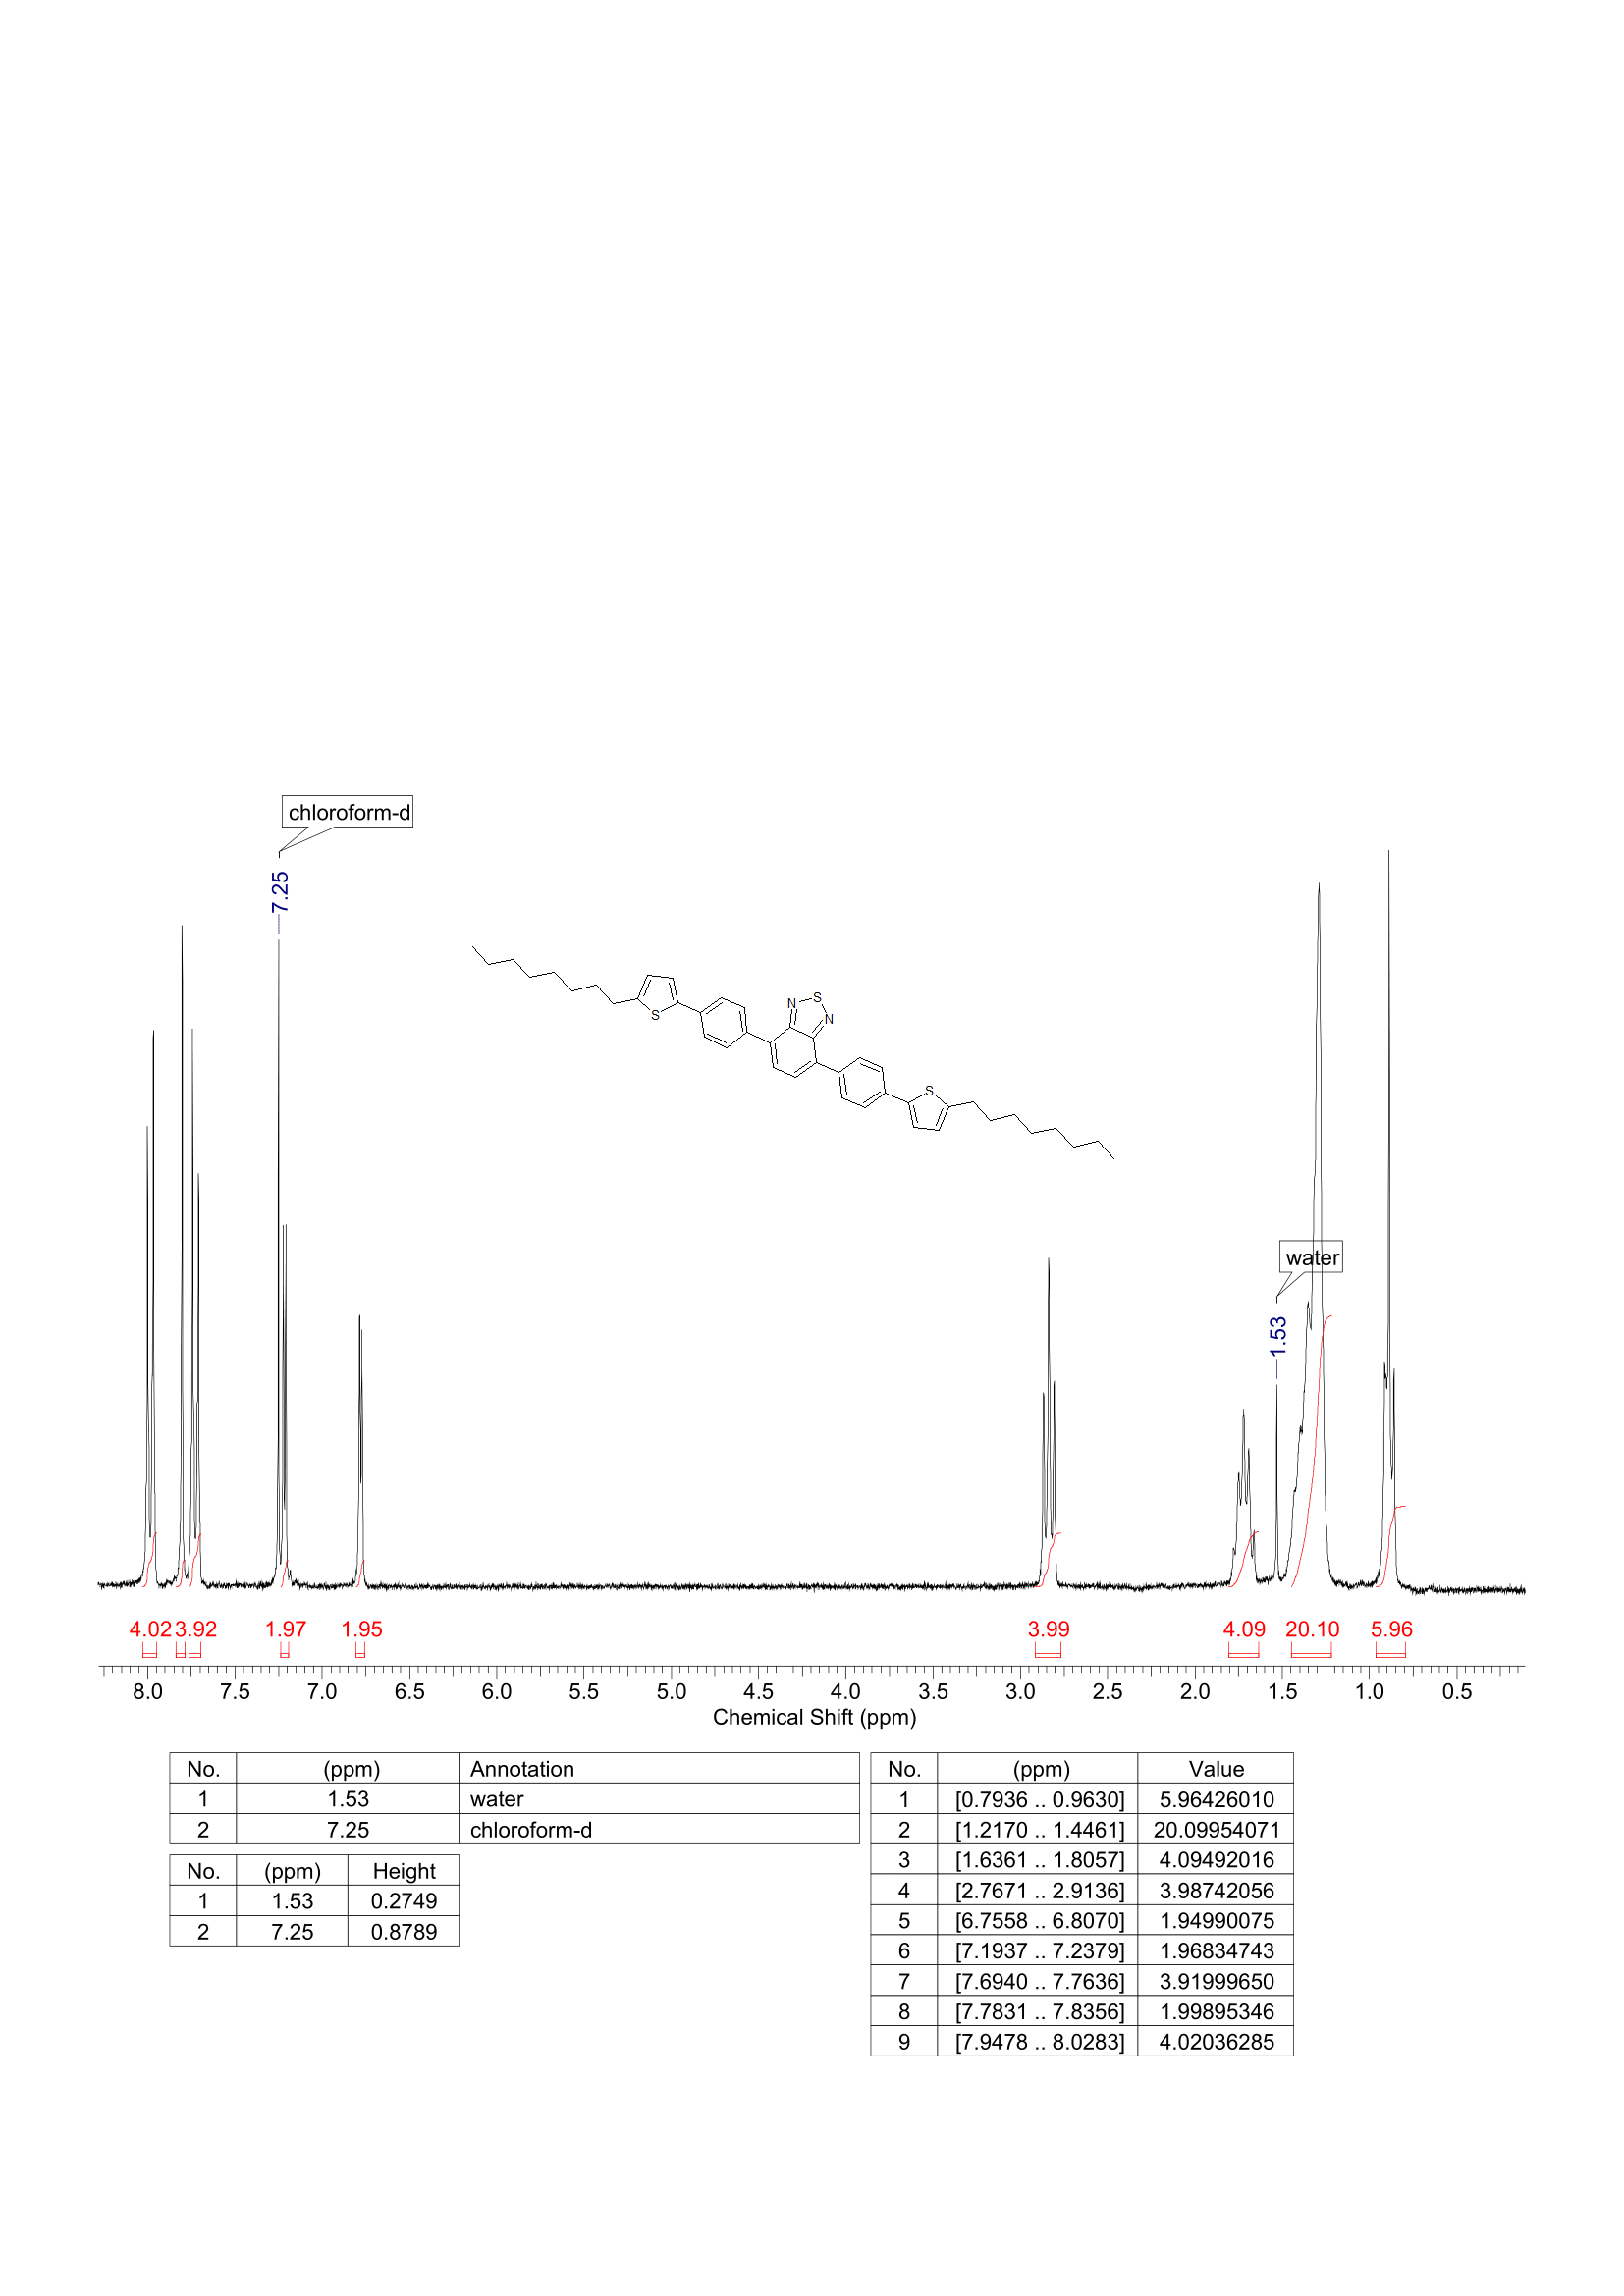 chloroform-d
7.25
N S
N
S
S
water
1.53
4.02 3.92 1.97 1.95 3.99 4.09 20.10 5.96
8.0 7.5 7.0 6.5 6.0 5.5 5.0 4.5 4.0 3.5 3.0 2.5 2.0 1.5 1.0 0.5
Chemical Shift (ppm)
No. (ppm) Annotation
1 1.53 water
2 7.25 chloroform-d
No. (ppm) Height
1 1.53 0.2749
2 7.25 0.8789
No. (ppm) Value
1 [0.7936 .. 0.9630] 5.96426010
2 [1.2170 .. 1.4461] 20.09954071
3 [1.6361 .. 1.8057] 4.09492016
4 [2.7671 .. 2.9136] 3.98742056
5 [6.7558 .. 6.8070] 1.94990075
6 [7.1937 .. 7.2379] 1.96834743
7 [7.6940 .. 7.7636] 3.91999650
8 [7.7831 .. 7.8356] 1.99895346
9 [7.9478 .. 8.0283] 4.02036285